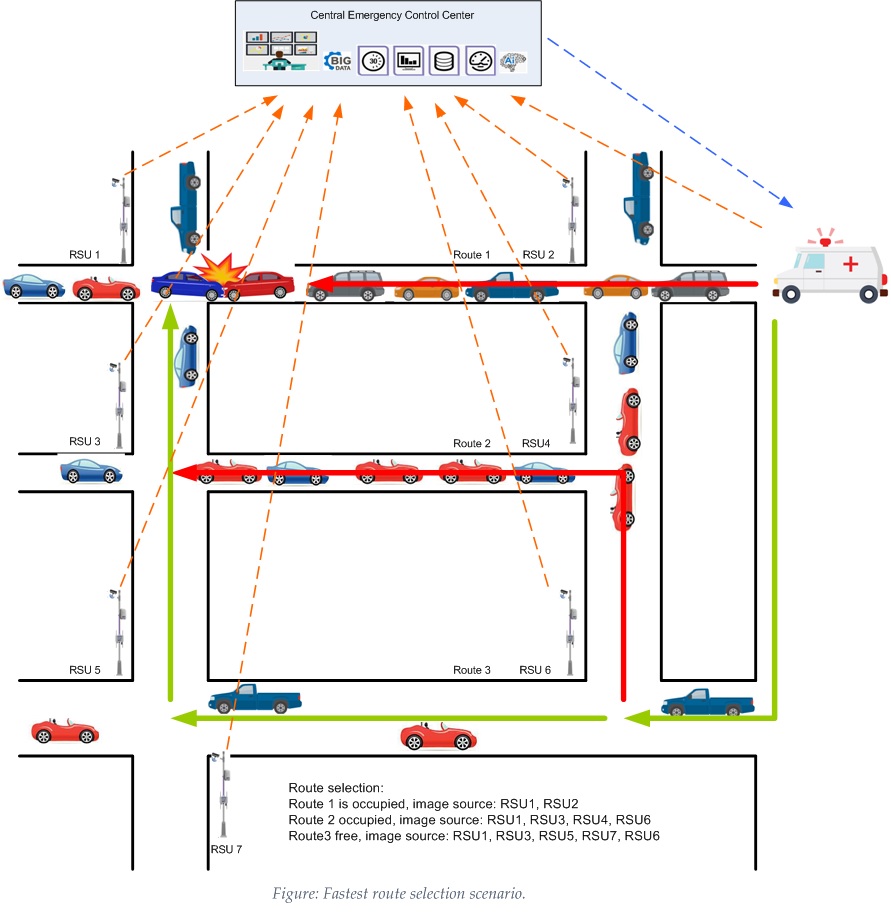 Central Emergency Control Center
BIG
DATA
30
Ai
RSU 1
Route 1
RSU 2
RSU 3
Route 2
RSU4
RSU 5
Route 3
RSU 6
Route selection:
Route 1 is occupied, image source: RSU1, RSU2
Route 2 occupied, image source: RSU1, RSU3, RSU4, RSU6
Route3 free, image source: RSU1, RSU3, RSU5, RSU7, RSU6
RSU 7
Figure: Fastest route selection scenario.